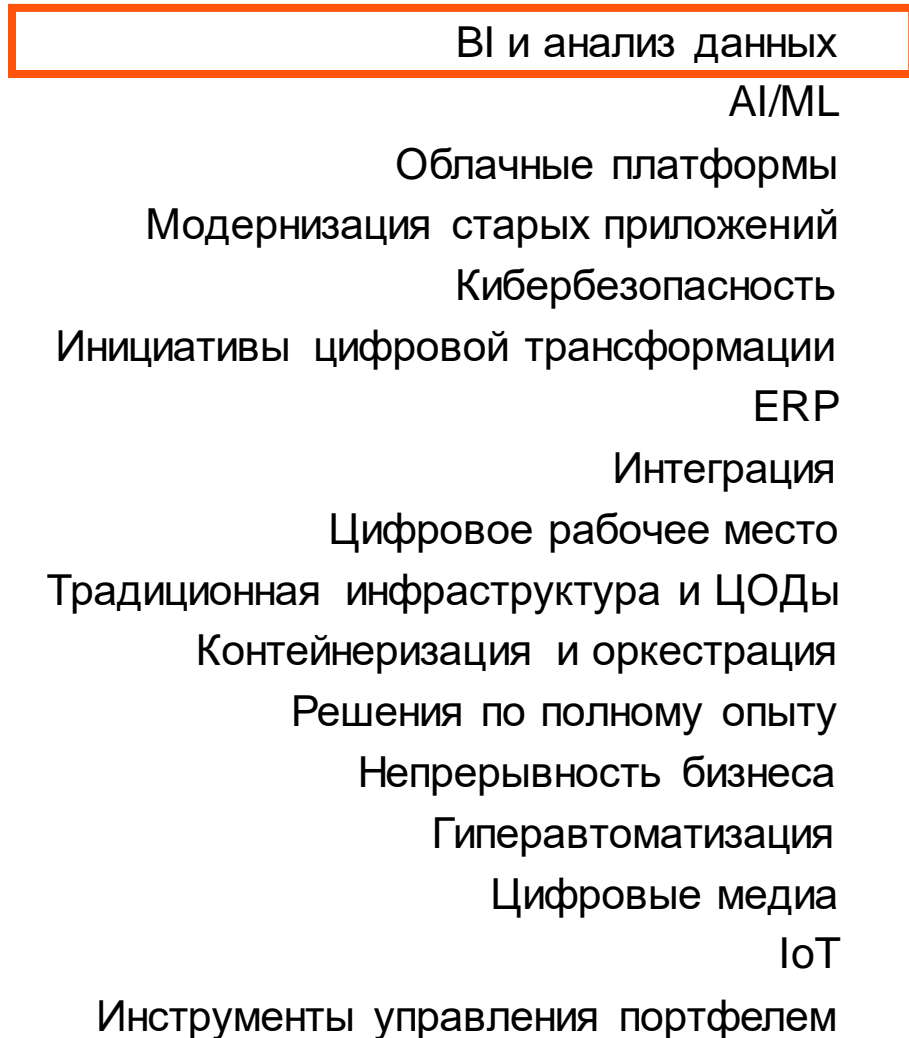 BI и анализ данных
AI/ML
Облачные платформы
Модернизация старых приложений
Кибербезопасность
Инициативы цифровой трансформации
ERP
Интеграция
Цифровое рабочее место
Традиционная инфраструктура и ЦОДы
Контейнеризация и оркестрация
Решения по полному опыту
Непрерывность бизнеса
Гиперавтоматизация
Цифровые медиа
IoT
Инструменты управления портфелем